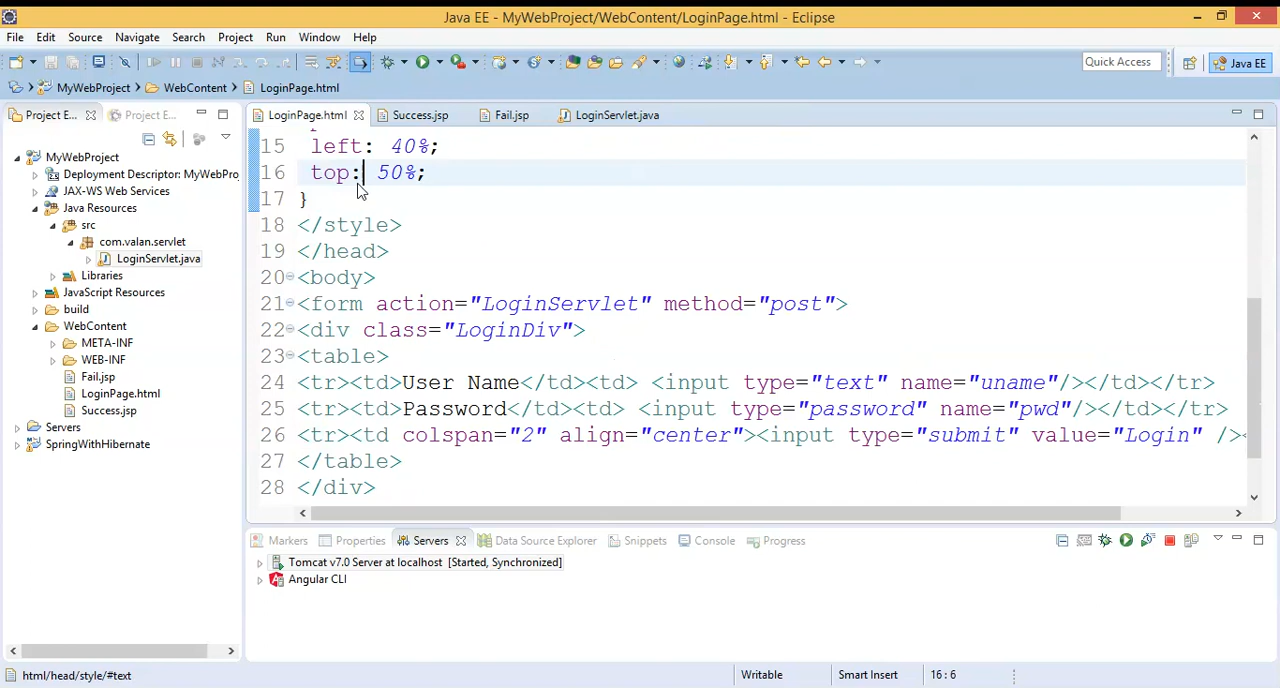 Java EE - MyWebProject/WebContent/LoginPage.html - Eclipse
File Edit Source Navigate Search Project Run Window Help
Quick Access Java EE
MyWebProject WebContent LoginPage.html
Project E... Project E... LoginPage.html Success.jsp Fail.jsp LoginServlet.java
MyWebProject
Deployment Descriptor: MyWebPro
JAX-WS Web Services
Java Resources
src
com.valan.servlet
LoginServlet.java
Libraries
JavaScript Resources
build
WebContent
META-INF
WEB-INF
Fail.jsp
LoginPage.html
Success.jsp
Servers
SpringWithHibernate
15 left: 40%;
16 top: 50%;
17 }
18 </style>
19 </head>
20 <body>
21 <form action="LoginServlet" method="post">
22 <div class="LoginDiv">
23 <table>
24 <tr><td>User Name</td><td> <input type="text" name="uname"/></td></tr>
25 <tr><td>Password</td><td> <input type="password" name="pwd"/></td></tr>
26 <tr><td colspan="2" align="center"><input type="submit" value="Login" /><
27 </table>
28 </div>
Markers Properties Servers Data Source Explorer Snippets Console Progress
Tomcat v7.0 Server at localhost [Started, Synchronized]
Angular CLI
html/head/style/#text Writable Smart Insert 16 : 6